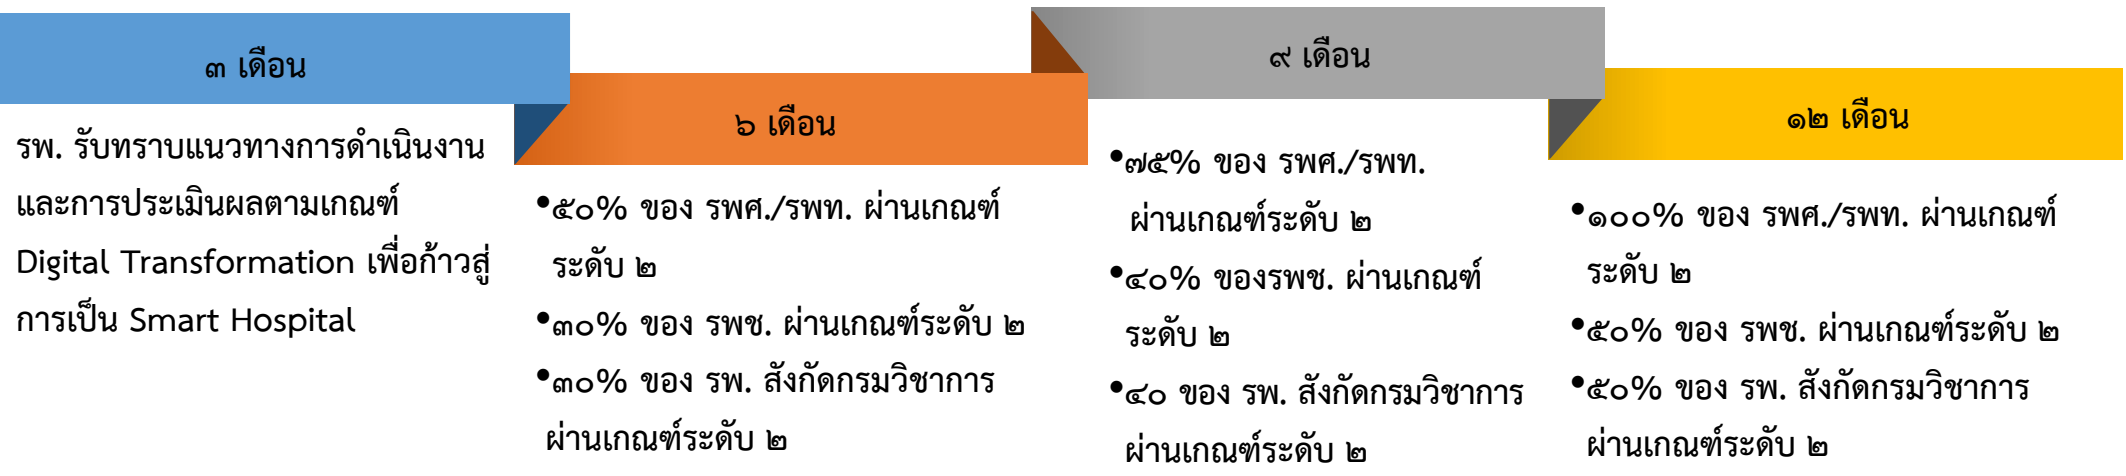 ๓ เดือน
รพ. รับทราบแนวทางการดำเนินงาน
และการประเมินผลตามเกณฑ์
Digital Transformation เพื่อก้าวสู่
การเป็น Smart Hospital
๖ เดือน
•๕๐% ของ รพศ./รพท. ผ่านเกณฑ์
ระดับ ๒
•๓๐% ของ รพช. ผ่านเกณฑ์ระดับ ๒
•๓๐% ของ รพ. สังกัดกรมวิชาการ
ผ่านเกณฑ์ระดับ ๒
๙ เดือน
•๗๕% ของ รพศ./รพท.
ผ่านเกณฑ์ระดับ ๒
•๔๐% ของรพช. ผ่านเกณฑ์
ระดับ ๒
•๔๐ ของ รพ. สังกัดกรมวิชาการ
ผ่านเกณฑ์ระดับ ๒
๑๒ เดือน
•๑๐๐% ของ รพศ./รพท. ผ่านเกณฑ์
ระดับ ๒
•๕๐% ของ รพช. ผ่านเกณฑ์ระดับ ๒
•๕๐% ของ รพ. สังกัดกรมวิชาการ
ผ่านเกณฑ์ระดับ ๒